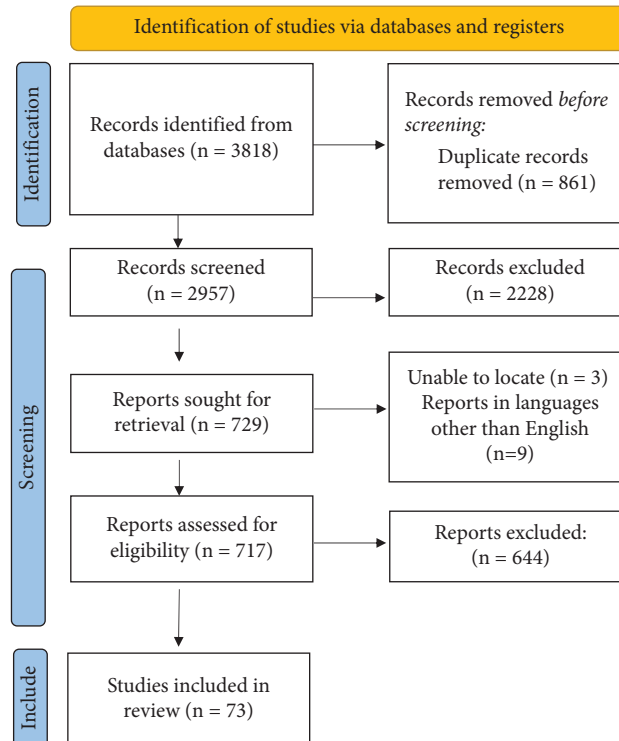 Identification of studies via databases and registers
Identification
Records identified from
databases (n = 3818)
Records removed before
screening:
Duplicate records
removed (n = 861)
Screening
Records screened
(n = 2957)
Records excluded
(n = 2228)
Reports sought for
retrieval (n = 729)
Unable to locate (n = 3)
Reports in languages
other than English
(n=9)
Reports assessed for
eligibility (n = 717)
Reports excluded:
(n = 644)
Include
Studies included in
review (n = 73)